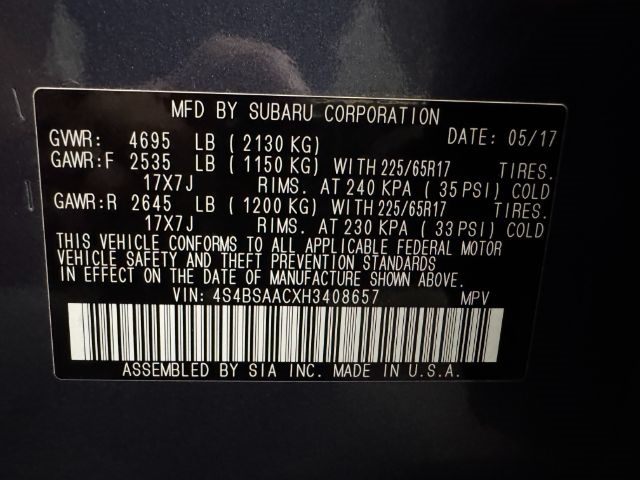 MFD BY SUBARU CORPORATION
GVWR: 4695 LB ( 2130 KG) DATE: 05/17
GAWR:F 2535 LB ( 1150 KG) WITH 225/65R17 TIRES.
17X7J RIMS. AT 240 KPA ( 35 PSI) COLD
GAWR:R 2645 LB ( 1200 KG) WITH 225/65R17 TIRES.
17X7J RIMS. AT 230 KPA ( 33 PSI) COLD
THIS VEHICLE CONFORMS TO ALL APPLICABLE FEDERAL MOTOR
VEHICLE SAFETY AND THEFT PREVENTION STANDARDS
IN EFFECT ON THE DATE OF MANUFACTURE SHOWN ABOVE.
VIN: 4S4BSAACXH3408657 MPV
ASSEMBLED BY SIA INC. MADE IN U.S.A.